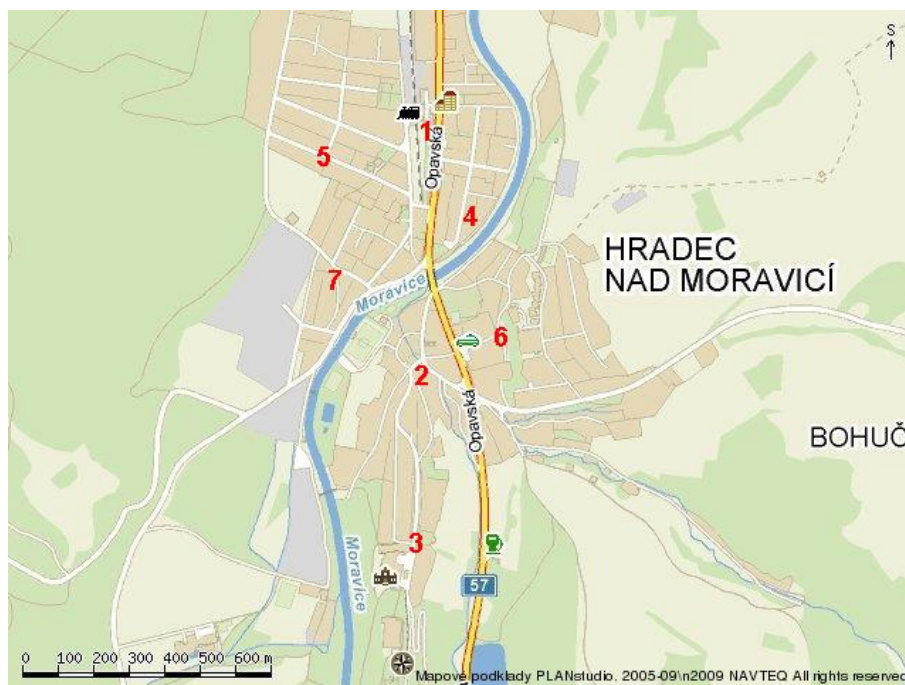 S
1
Opavská
5
4
HRADEC
NAD MORAVICÍ
7
Moravice
6
2
Opavská
BOHUČ
3
Moravice
57
0 100 200 300 400 500 600 m
Mapové podklady PLANstudio, 2005-09\n2009 NAVTEQ All rights reserved